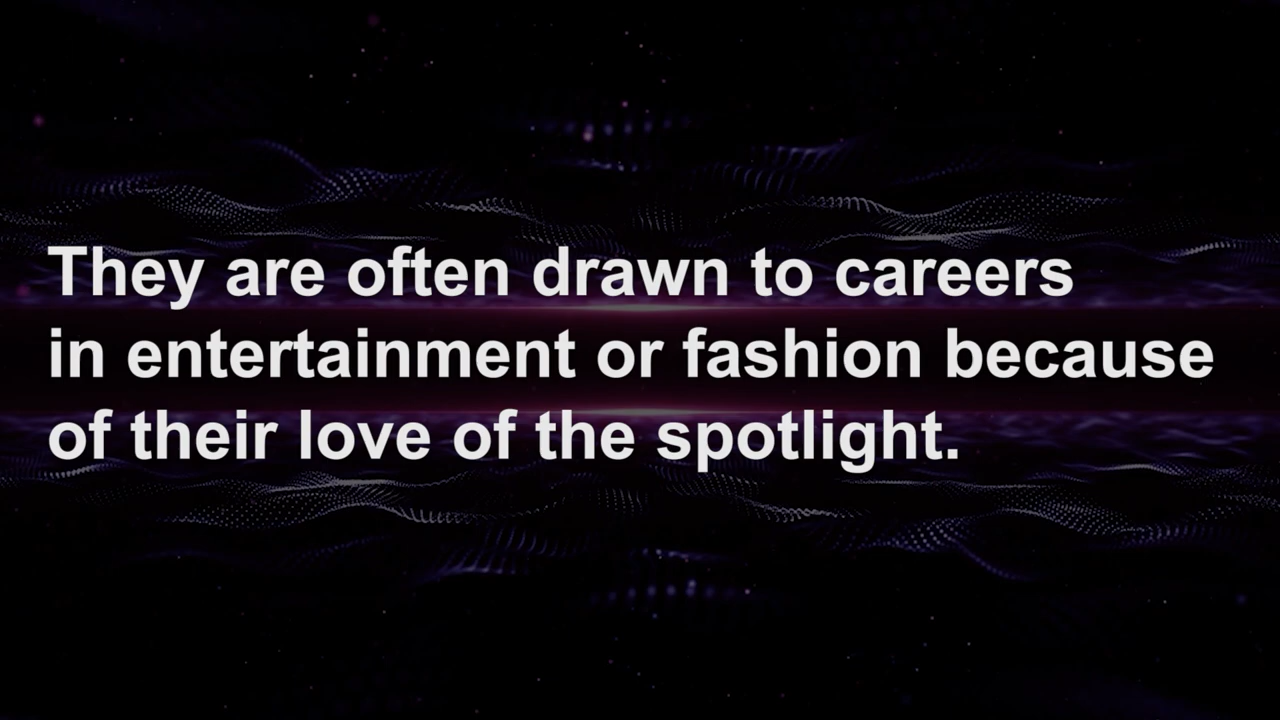 They are often drawn to careers
in entertainment or fashion because
of their love of the spotlight.